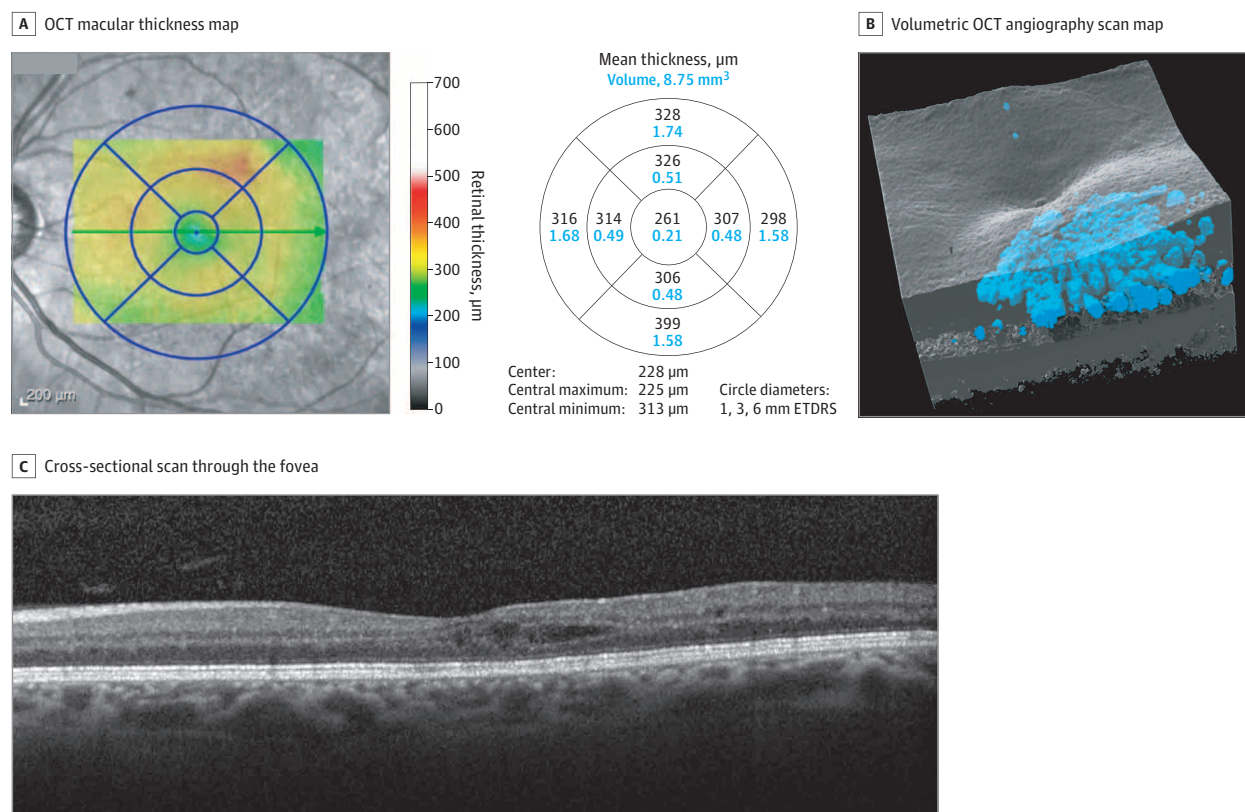 A OCT macular thickness map
200 µm
700
600
500
400
300
200
100
0
Retinal thickness, µm
Mean thickness, µm
Volume, 8.75 mm³
328
1.74
326
0.51
316 314 261 307 298
1.68 0.49 0.21 0.48 1.58
306
0.48
399
1.58
Center: 228 µm
Central maximum: 225 µm
Central minimum: 313 µm
Circle diameters:
1, 3, 6 mm ETDRS
B Volumetric OCT angiography scan map
C Cross-sectional scan through the fovea